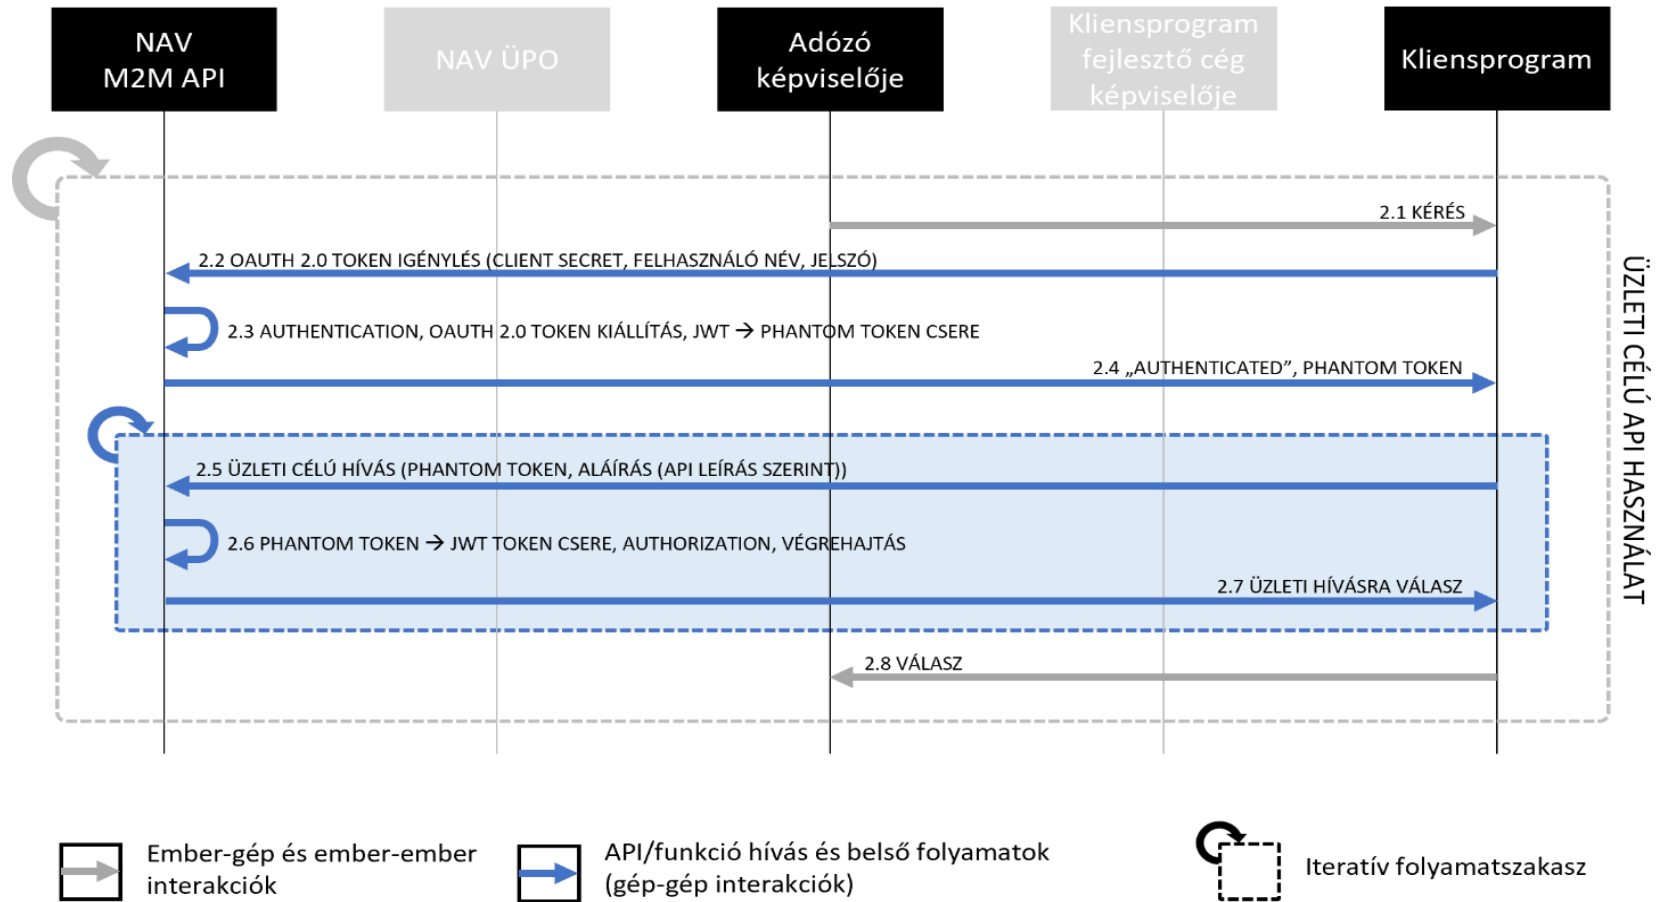 NAV
M2M API
NAV ÜPO
Adózó
képviselője
Kliensprogram
fejlesztő cég
képviselője
Kliensprogram
2.1 KÉRÉS
2.2 OAUTH 2.0 TOKEN IGÉNYLÉS (CLIENT SECRET, FELHASZNÁLÓ NÉV, JELSZÓ)
2.3 AUTHENTICATION, OAUTH 2.0 TOKEN KIÁLLÍTÁS, JWT → PHANTOM TOKEN CSERE
2.4 „AUTHENTICATED”, PHANTOM TOKEN
2.5 ÜZLETI CÉLÚ HÍVÁS (PHANTOM TOKEN, ALÁÍRÁS (API LEÍRÁS SZERINT))
2.6 PHANTOM TOKEN → JWT TOKEN CSERE, AUTHORIZATION, VÉGREHAJTÁS
2.7 ÜZLETI HÍVÁSRA VÁLASZ
2.8 VÁLASZ
ÜZLETI CÉLÚ API HASZNÁLAT
Ember-gép és ember-ember
interakciók
API/funkció hívás és belső folyamatok
(gép-gép interakciók)
Iteratív folyamatszakasz